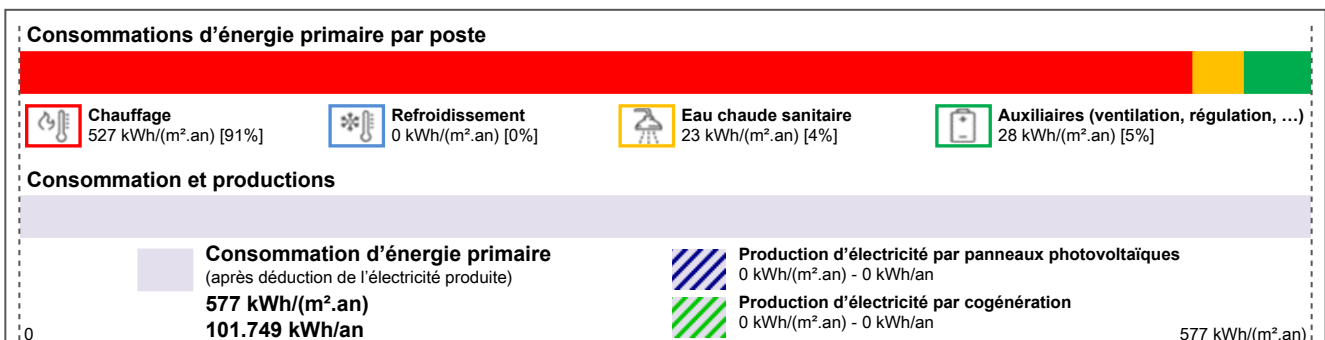 Consommations d'énergie primaire par poste
Chauffage
527 kWh/(m².an) [91%]
Refroidissement
0 kWh/(m².an) [0%]
Eau chaude sanitaire
23 kWh/(m².an) [4%]
Auxiliaires (ventilation, régulation, …)
28 kWh/(m².an) [5%]
Consommation et productions
Consommation d'énergie primaire
(après déduction de l'électricité produite)
577 kWh/(m².an)
101.749 kWh/an
Production d'électricité par panneaux photovoltaïques
0 kWh/(m².an) - 0 kWh/an
Production d'électricité par cogénération
0 kWh/(m².an) - 0 kWh/an
0
577 kWh/(m².an)